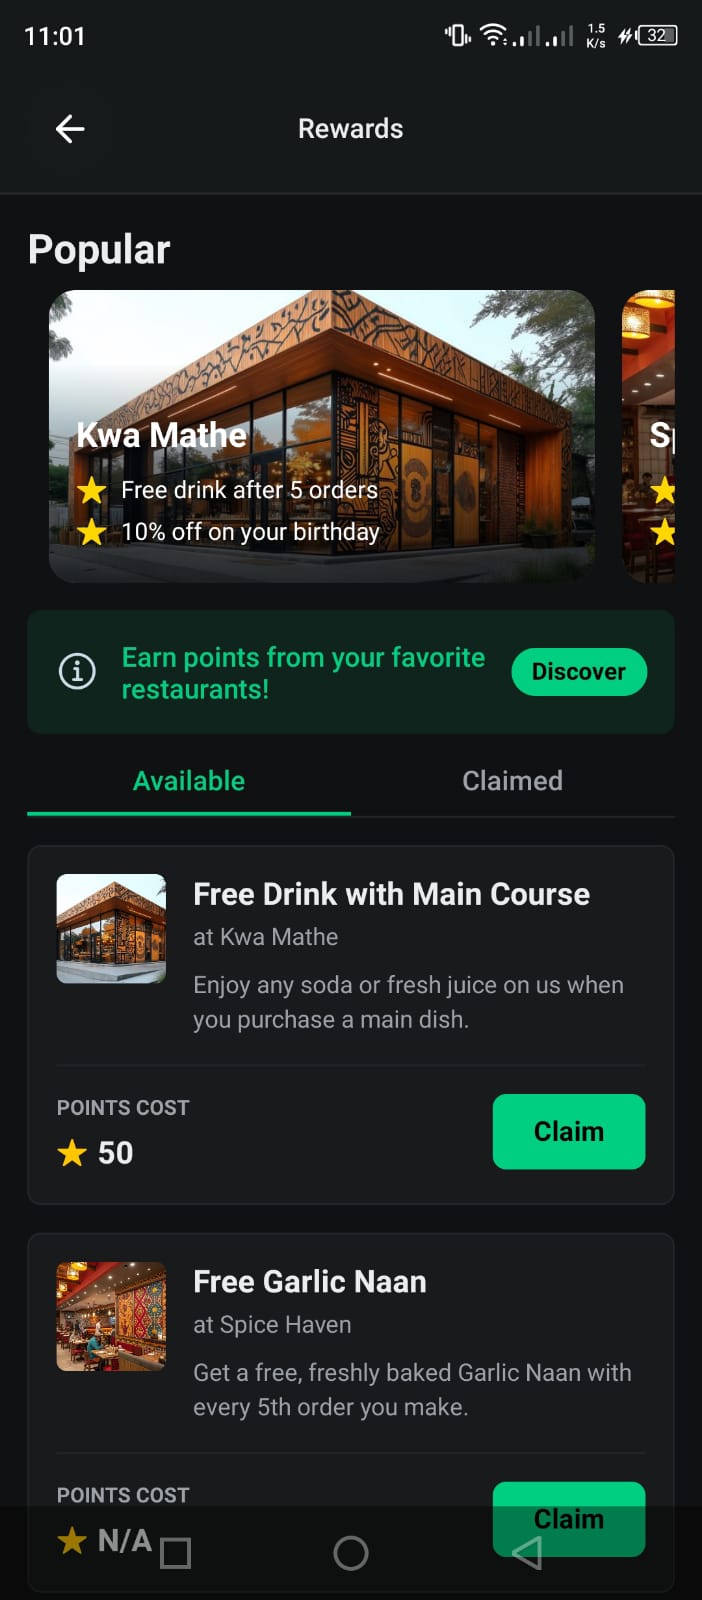 11:01
1.5
K/s
32
Rewards
Popular
Kwa Mathe
Free drink after 5 orders
10% off on your birthday
Earn points from your favorite
restaurants!
Discover
Available
Claimed
Free Drink with Main Course
at Kwa Mathe
Enjoy any soda or fresh juice on us when
you purchase a main dish.
POINTS COST
50
Claim
Free Garlic Naan
at Spice Haven
Get a free, freshly baked Garlic Naan with
every 5th order you make.
POINTS COST
N/A
Claim